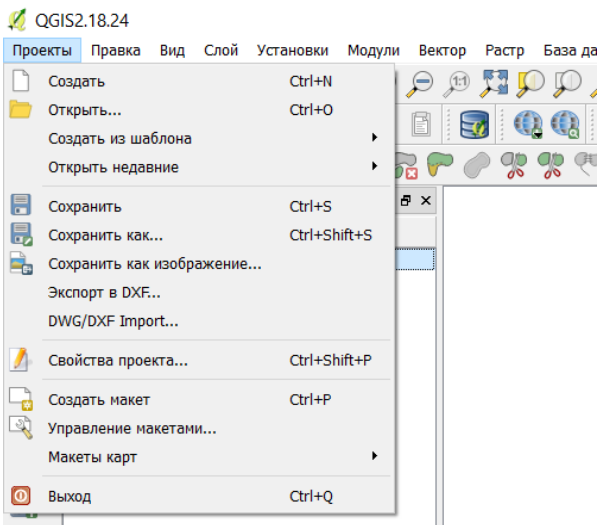 QGIS2.18.24
Проекты Правка Вид Слой Установки Модули Вектор Растр База да
Создать Ctrl+N
1:1
Открыть... Ctrl+O
Создать из шаблона
Открыть недавние
Сохранить Ctrl+S
Сохранить как... Ctrl+Shift+S
Сохранить как изображение...
Экспорт в DXF...
DWG/DXF Import...
Свойства проекта... Ctrl+Shift+P
Создать макет Ctrl+P
Управление макетами...
Макеты карт
Выход Ctrl+Q